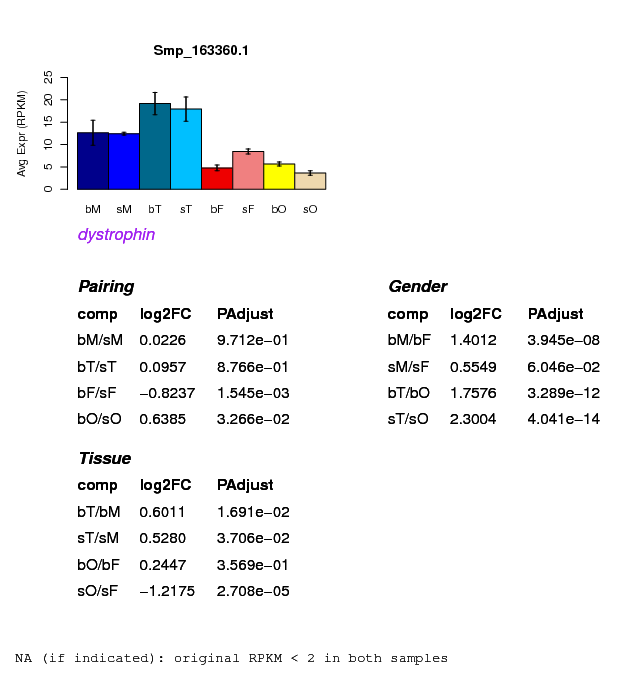 Smp_163360.1
Avg Expr (RPKM)
25
20
15
10
5
0
bM sM bT sT bF sF bO sO
dystrophin
Pairing
comp log2FC PAdjust
bM/sM 0.0226 9.712e−01
bT/sT 0.0957 8.766e−01
bF/sF −0.8237 1.545e−03
bO/sO 0.6385 3.266e−02
Gender
comp log2FC PAdjust
bM/bF 1.4012 3.945e−08
sM/sF 0.5549 6.046e−02
bT/bO 1.7576 3.289e−12
sT/sO 2.3004 4.041e−14
Tissue
comp log2FC PAdjust
bT/bM 0.6011 1.691e−02
sT/sM 0.5280 3.706e−02
bO/bF 0.2447 3.569e−01
sO/sF −1.2175 2.708e−05
NA (if indicated): original RPKM < 2 in both samples